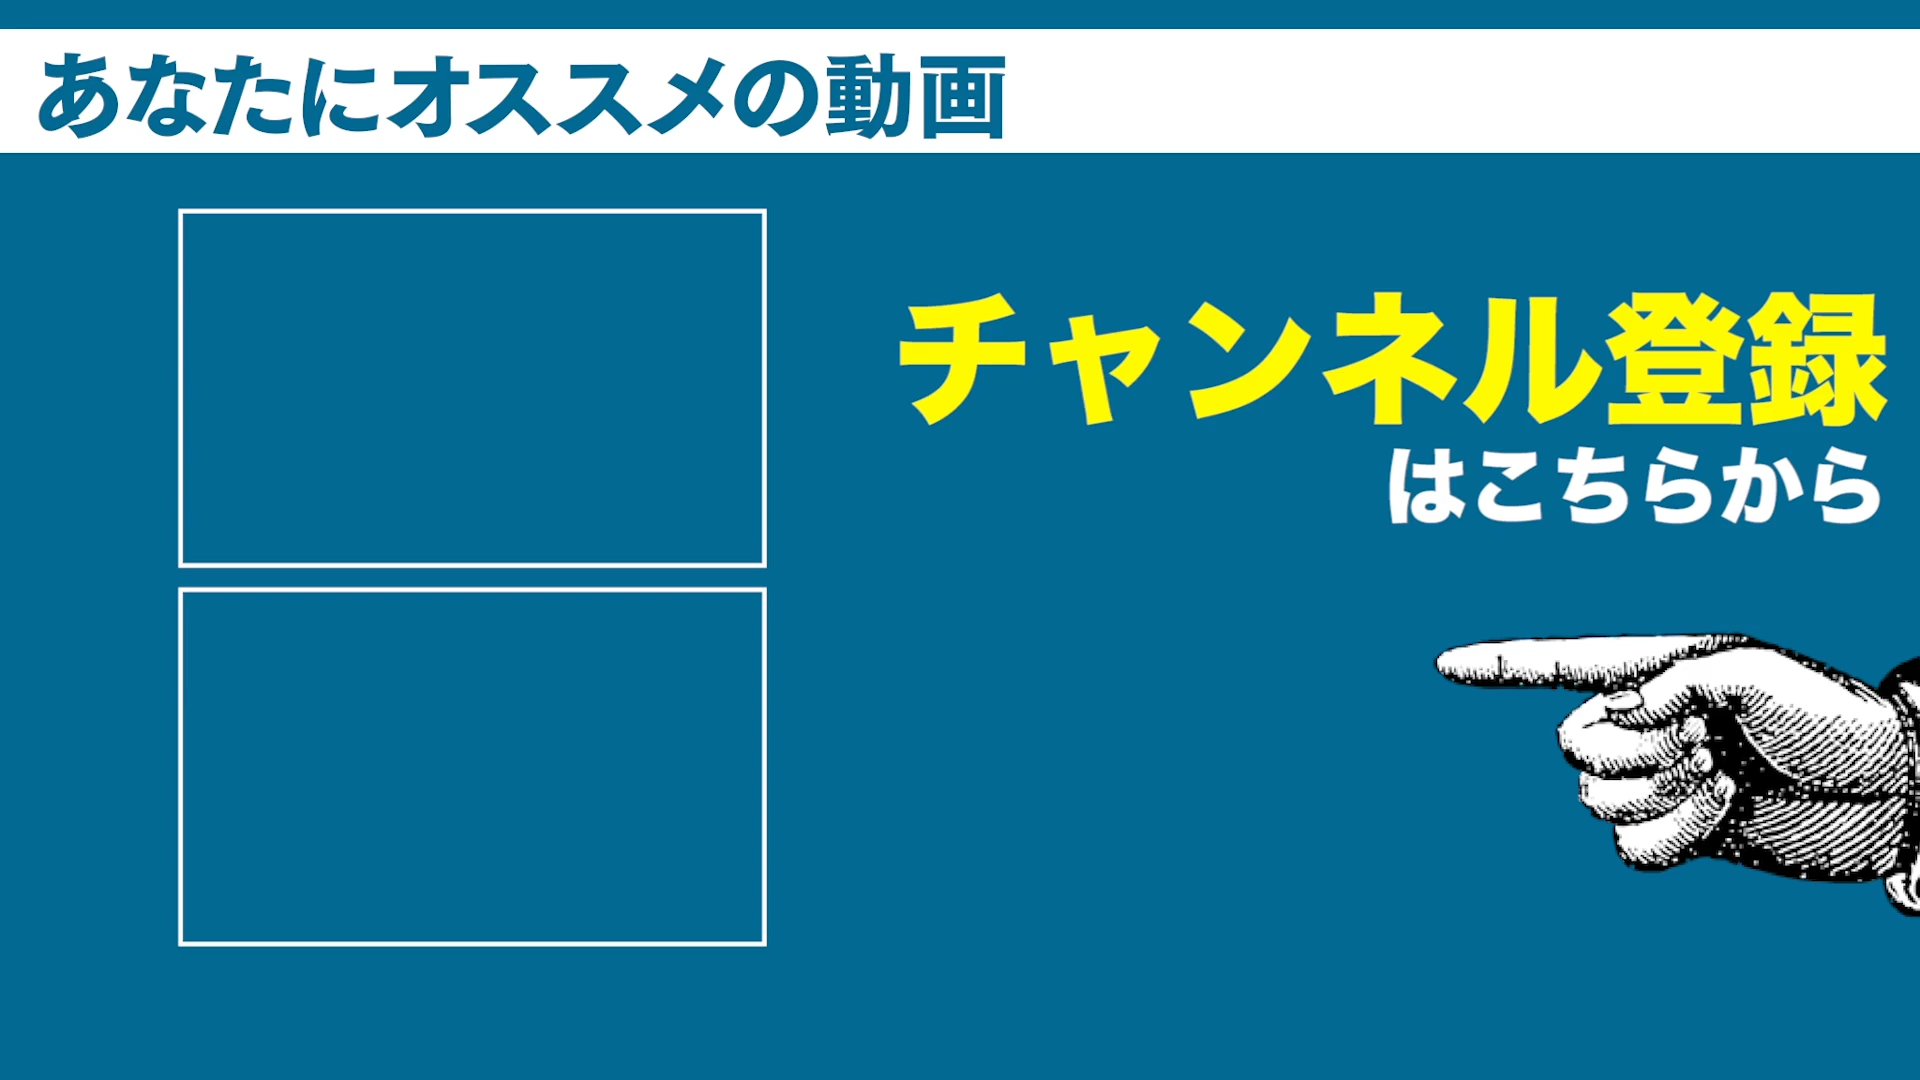 あなたにオススメの動画
チャンネル登録
はこちらから